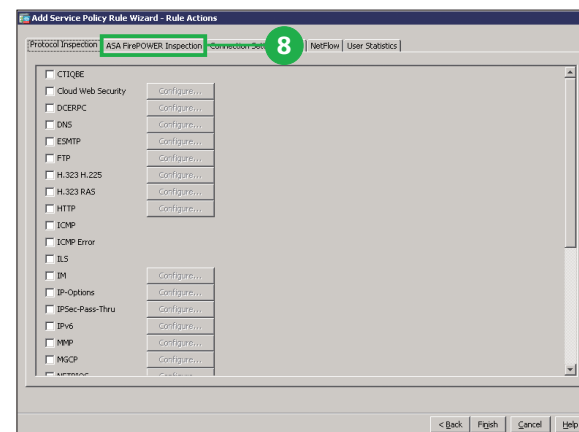 Add Service Policy Rule Wizard - Rule Actions
Protocol Inspection ASA FirePOWER Inspection Connection 8 NetFlow User Statistics
CTIQBE
Cloud Web Security Configure...
DCERPC Configure...
DNS Configure...
ESMTP Configure...
FTP Configure...
H.323 H.225 Configure...
H.323 RAS Configure...
HTTP Configure...
ICMP
ICMP Error
ILS
IM Configure...
IP-Options Configure...
IPSec-Pass-Thru Configure...
IPv6 Configure...
MMP Configure...
MGCP Configure...
< Back Finish Cancel Help